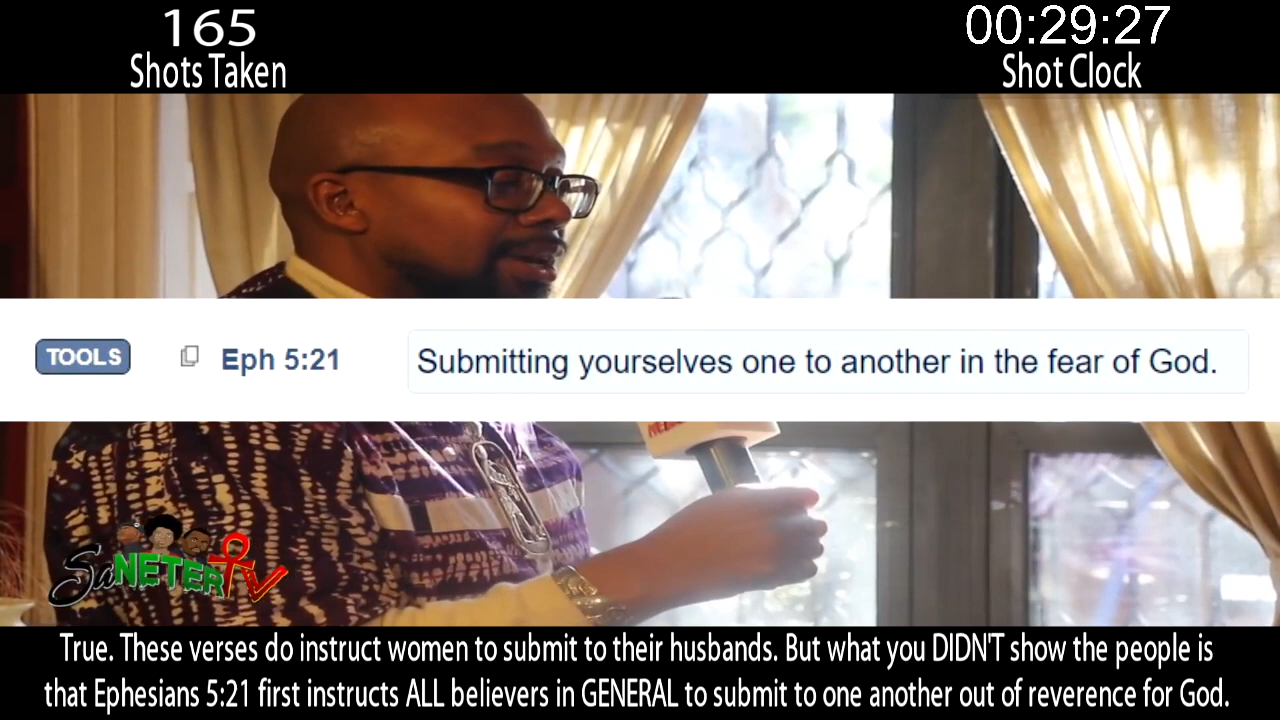 165
Shots Taken
00:29:27
Shot Clock
TOOLS Eph 5:21 Submitting yourselves one to another in the fear of God.
SaNETER TV
True. These verses do instruct women to submit to their husbands. But what you DIDN'T show the people is
that Ephesians 5:21 first instructs ALL believers in GENERAL to submit to one another out of reverence for God.